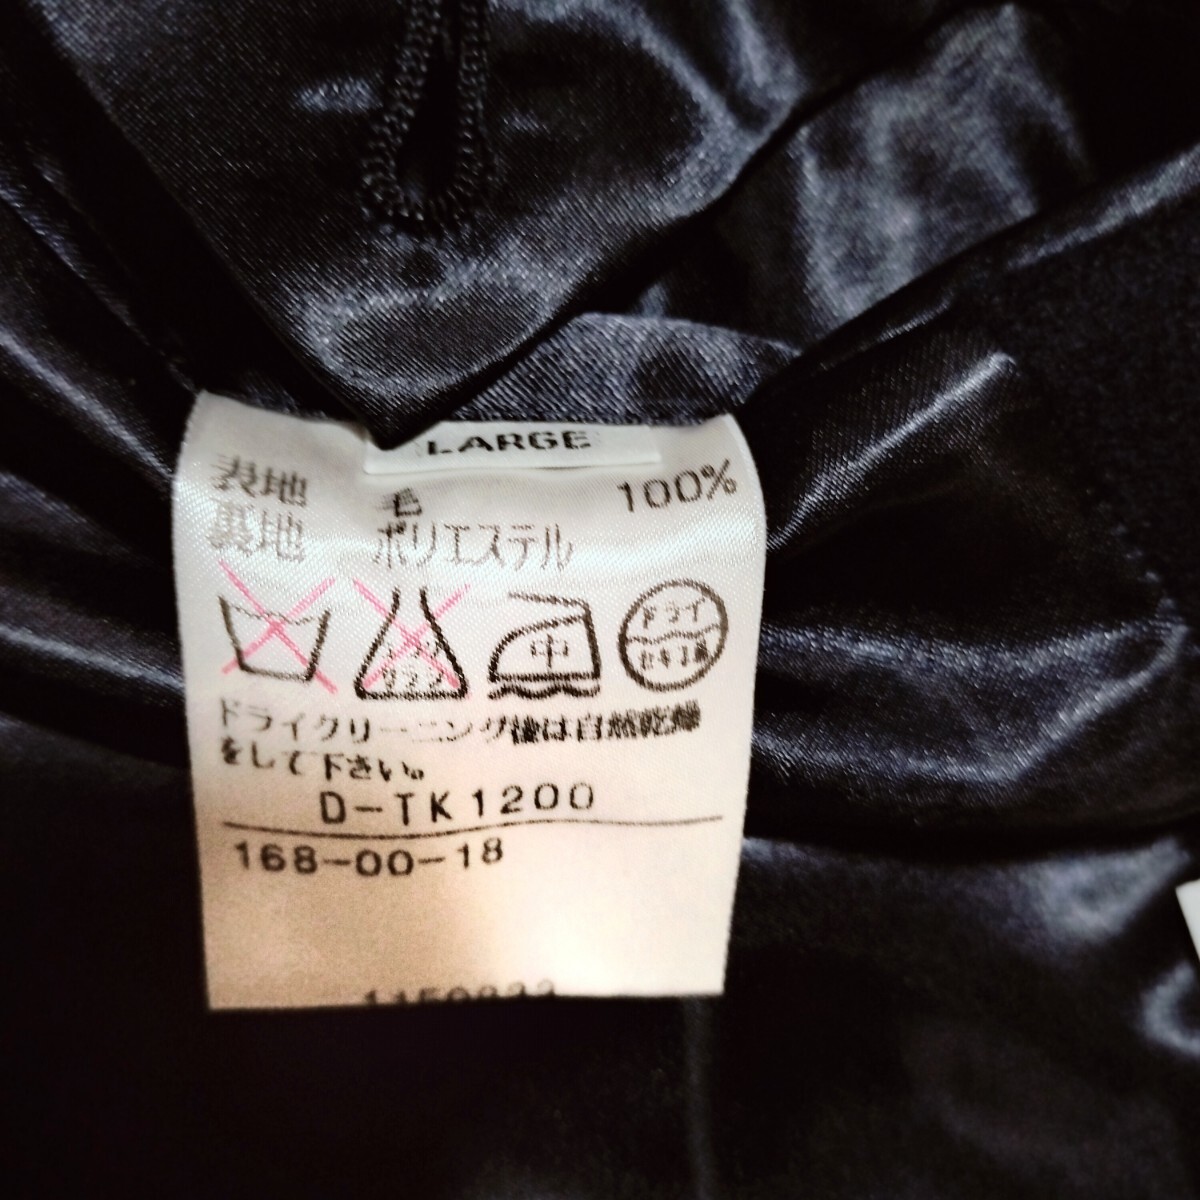 LARGE
表地 毛 100%
裏地 ポリエステル
中
ドライ
セキユ系
ドライクリーニング後は自然乾燥
をして下さい。
D-TK1200
168-00-18